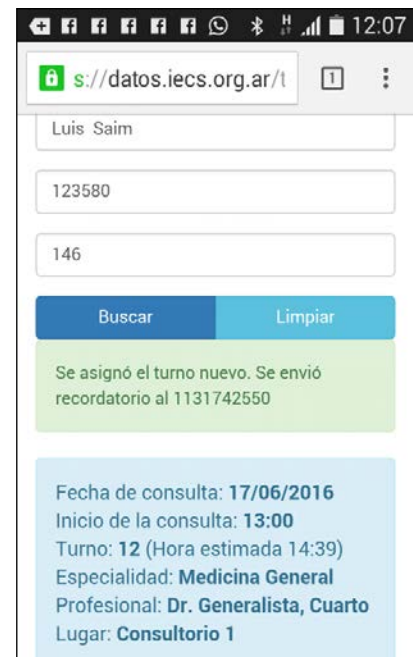 12:07
s://datos.iecs.org.ar/t
1
Luis Saim
123580
146
Buscar
Limpiar
Se asignó el turno nuevo. Se envió
recordatorio al 1131742550
Fecha de consulta: 17/06/2016
Inicio de la consulta: 13:00
Turno: 12 (Hora estimada 14:39)
Especialidad: Medicina General
Profesional: Dr. Generalista, Cuarto
Lugar: Consultorio 1